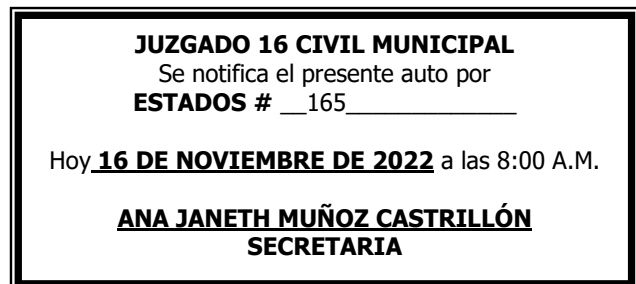 JUZGADO 16 CIVIL MUNICIPAL
Se notifica el presente auto por
ESTADOS # __165______________
Hoy 16 DE NOVIEMBRE DE 2022 a las 8:00 A.M.
ANA JANETH MUÑOZ CASTRILLÓN
SECRETARIA